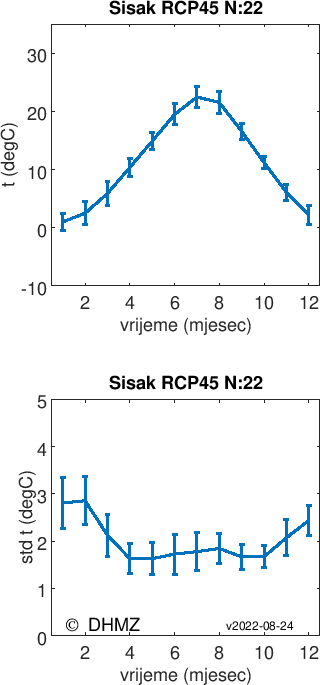 Sisak RCP45 N:22
30
20
10
0
-10
t (degC)
2 4 6 8 10 12
vrijeme (mjesec)
Sisak RCP45 N:22
5
4
3
2
1
0
std t (degC)
© DHMZ v2022-08-24
2 4 6 8 10 12
vrijeme (mjesec)